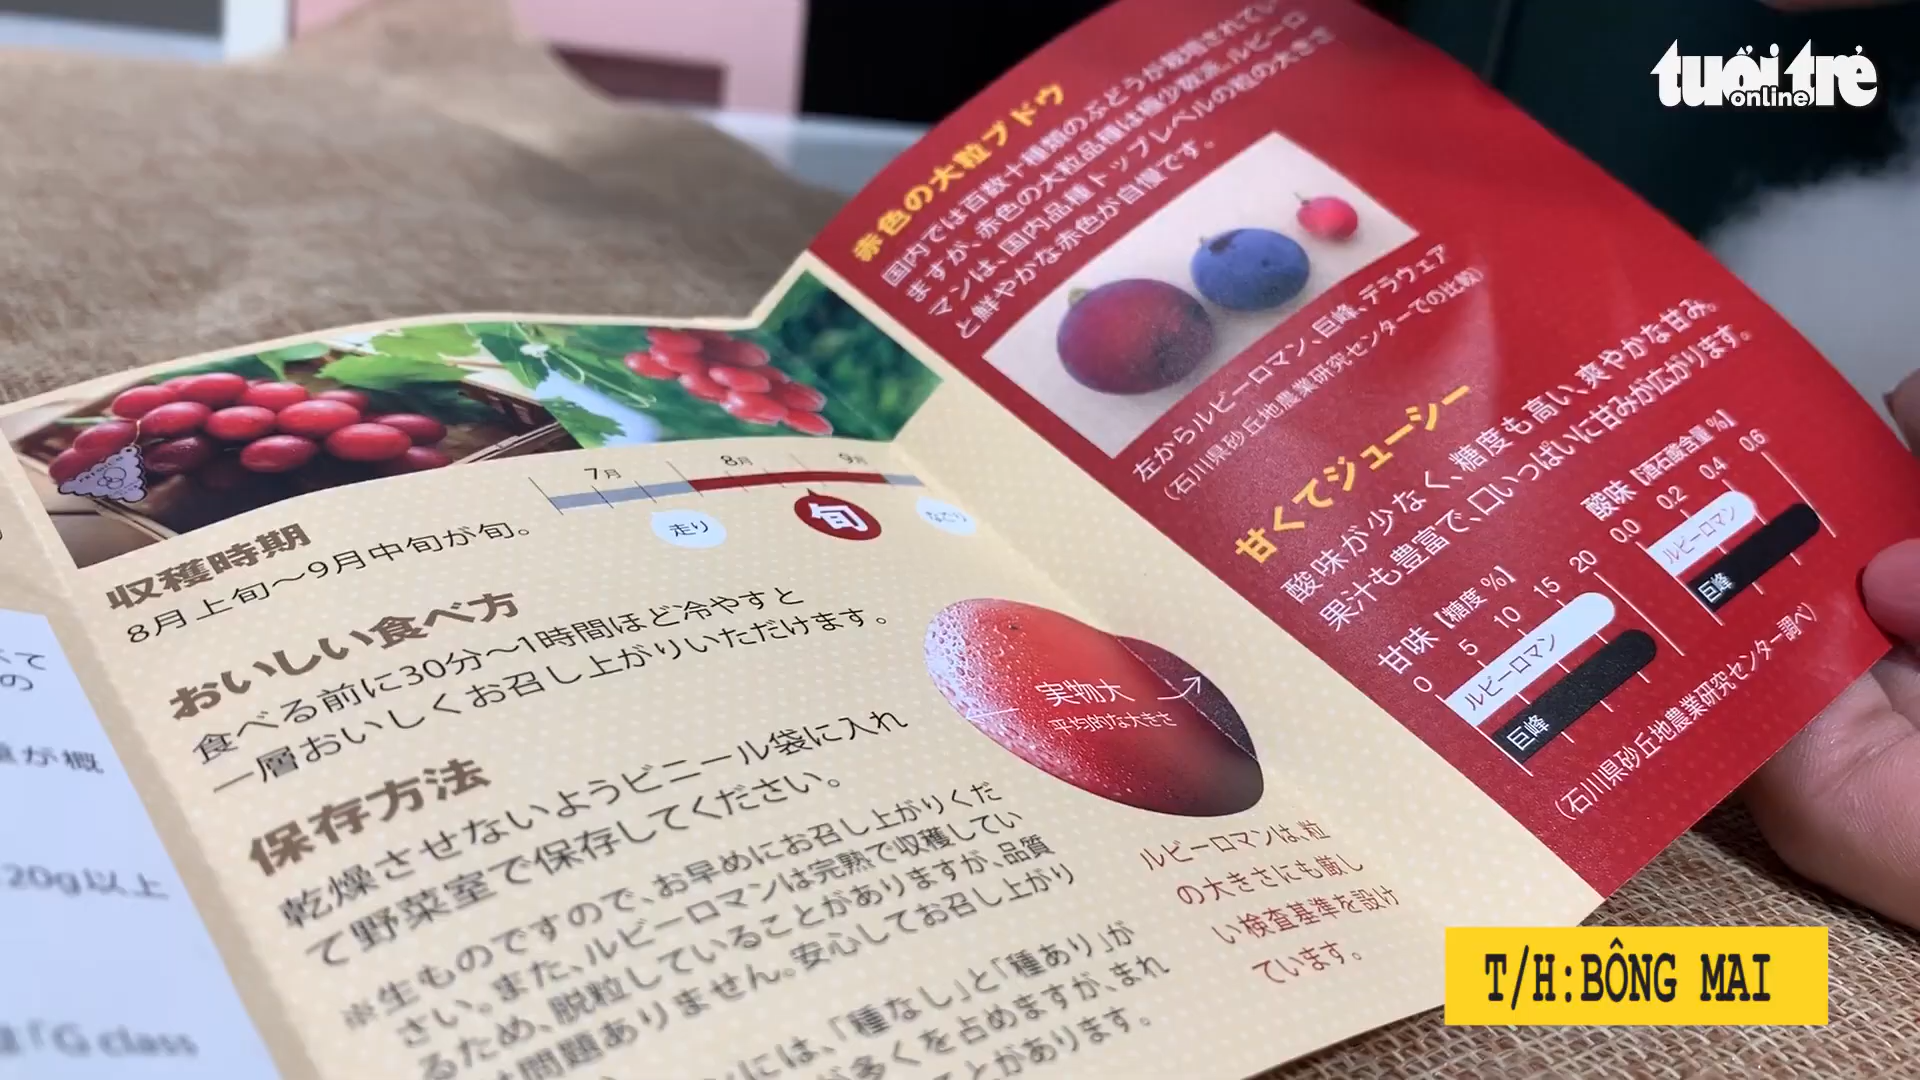 tuổi trẻ
online
赤色の大粒ブドウ
国内では百数十種類のぶどうが栽培されてい
ますが、赤色の大粒品種は極少数派。ルビーロ
マンは、国内品種トップレベルの粒の大きさ
と鮮やかな赤色が自慢です。
左からルビーロマン、巨峰、デラウェア
(石川県砂丘地農業研究センターでの比較)
甘くてジューシー
酸味が少なく、糖度も高い、爽やかな甘み。
果汁も豊富で、口いっぱいに甘みが広がります。
甘味【糖度 %】
0 5 10 15 20
ルビーロマン
巨峰
酸味【酒石酸含量 %】
0.0 0.2 0.4 0.6
ルビーロマン
巨峰
(石川県砂丘地農業研究センター調べ)
7月 8月 9月
走り 旬 なごり
収穫時期
8月上旬～9月中旬が旬。
おいしい食べ方
食べる前に30分～1時間ほど冷やすと
一層おいしくお召し上がりいただけます。
保存方法
乾燥させないようビニール袋に入れ
て野菜室で保存してください。
※生ものですので、お早めにお召し上がりくだ
さい。また、ルビーロマンは完熟で収穫してい
るため、脱粒していることがありますが、品質
は問題ありません。安心してお召し上がり
には、「種なし」と「種あり」が
が多くを占めますが、まれ
ことがあります。
実物大
平均的な大きさ
ルビーロマンは、粒
の大きさにも厳し
い検査基準を設け
ています。
て
の
が概
20g以上
「G class
T/H:BÔNG MAI